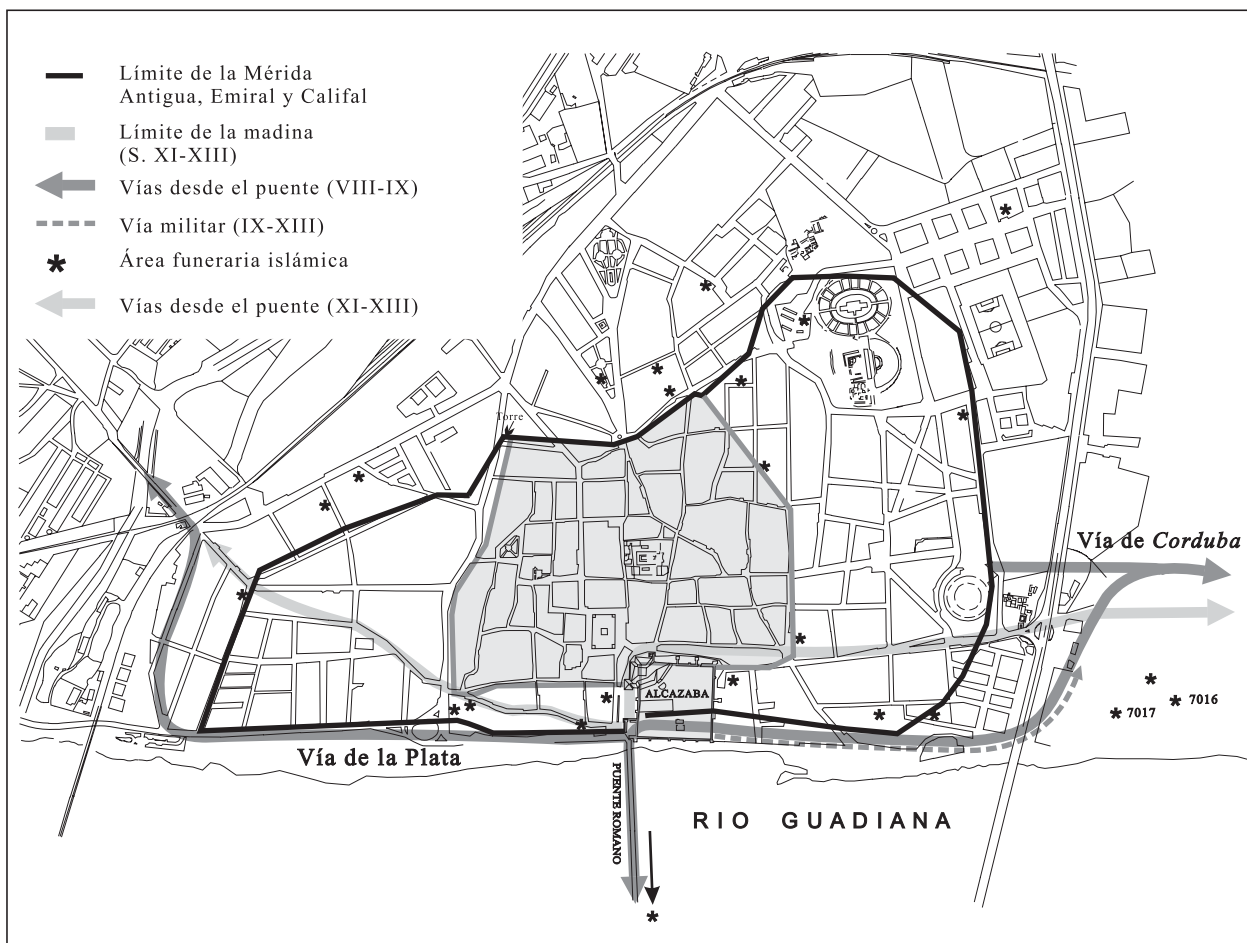 Límite de la Mérida
Antigua, Emiral y Califal
Límite de la madina
(S. XI-XIII)
Vías desde el puente (VIII-IX)
Vía militar (IX-XIII)
* Área funeraria islámica
Vías desde el puente (XI-XIII)
Torre
Vía de Corduba
ALCAZABA
7016
7017
Vía de la Plata
PUENTE ROMANO
RIO GUADIANA